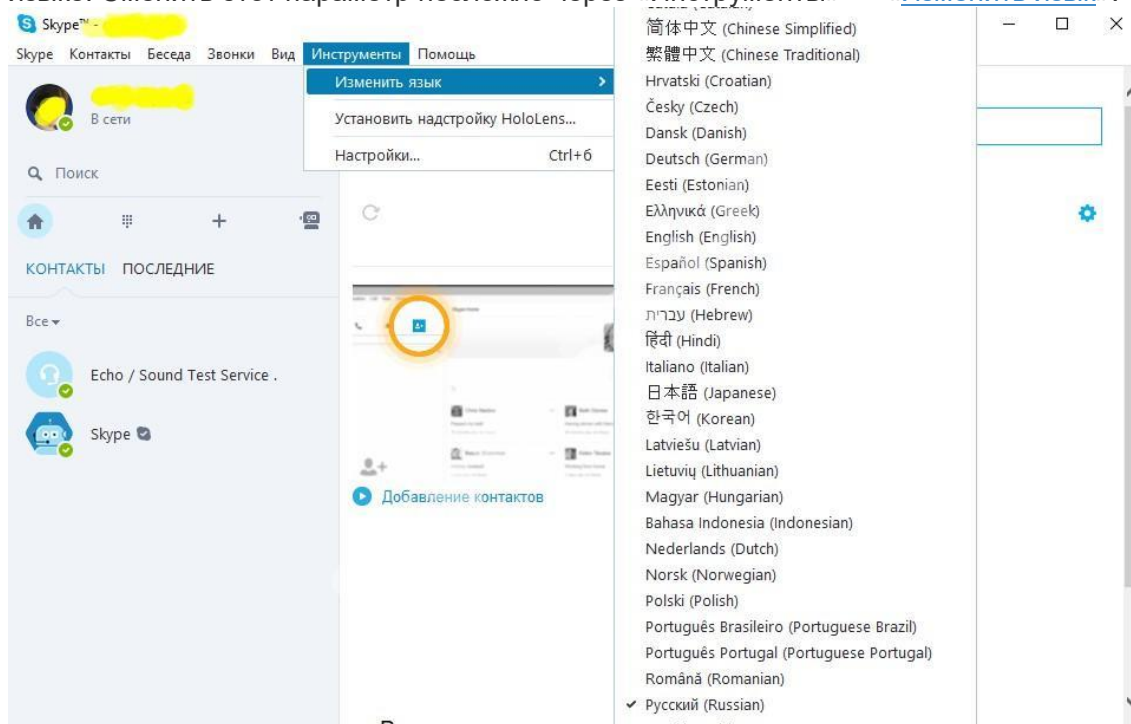 этот параметр несложно через
Skype™ -
Skype Контакты Беседа Звонки Вид Инструменты Помощь
В сети
Поиск
КОНТАКТЫ ПОСЛЕДНИЕ
Все
Echo / Sound Test Service .
Skype
Изменить язык
Установить надстройку HoloLens...
Настройки... Ctrl+б
Добавление контактов
简体中文 (Chinese Simplified)
繁體中文 (Chinese Traditional)
Hrvatski (Croatian)
Česky (Czech)
Dansk (Danish)
Deutsch (German)
Eesti (Estonian)
Ελληνικά (Greek)
English (English)
Español (Spanish)
Français (French)
עברית (Hebrew)
हिंदी (Hindi)
Italiano (Italian)
日本語 (Japanese)
한국어 (Korean)
Latviešu (Latvian)
Lietuvių (Lithuanian)
Magyar (Hungarian)
Bahasa Indonesia (Indonesian)
Nederlands (Dutch)
Norsk (Norwegian)
Polski (Polish)
Português Brasileiro (Portuguese Brazil)
Português Portugal (Portuguese Portugal)
Română (Romanian)
Русский (Russian)